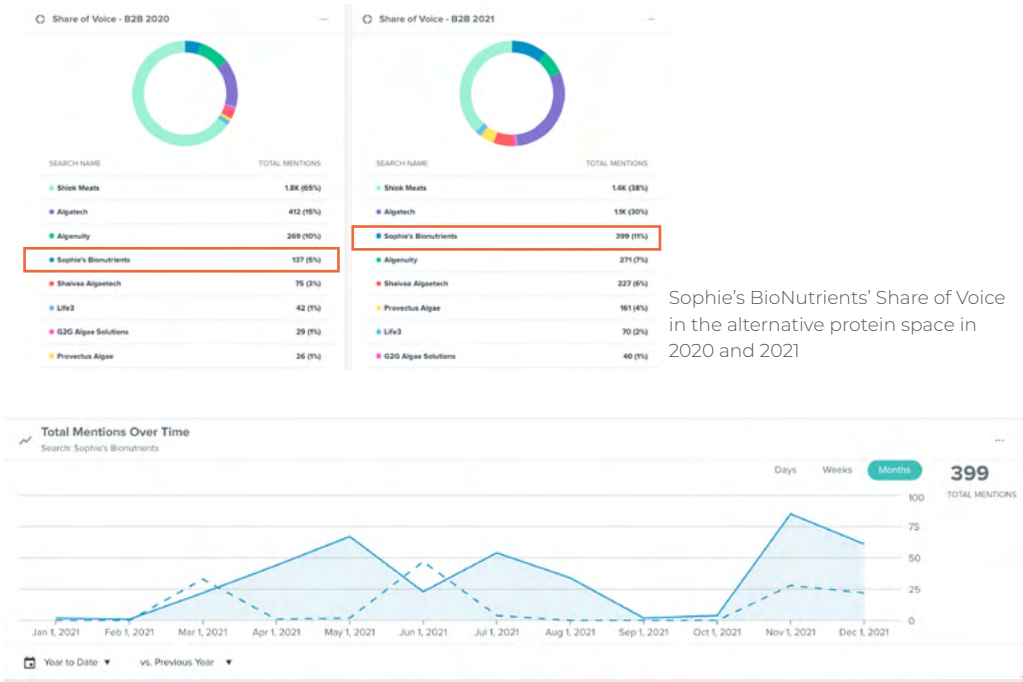 Share of Voice - B2B 2020
SEARCH NAME TOTAL MENTIONS
Shiok Meats 1.8K (65%)
Algatech 412 (15%)
Algenuity 269 (10%)
Sophie's Bionutrients 137 (5%)
Shaivaa Algaetech 75 (3%)
Life3 42 (1%)
G2G Algae Solutions 29 (1%)
Provectus Algae 26 (1%)
Share of Voice - B2B 2021
SEARCH NAME TOTAL MENTIONS
Shiok Meats 1.4K (38%)
Algatech 1.1K (30%)
Sophie's Bionutrients 399 (11%)
Algenuity 271 (7%)
Shaivaa Algaetech 227 (6%)
Provectus Algae 161 (4%)
Life3 70 (2%)
G2G Algae Solutions 40 (1%)
Sophie's BioNutrients' Share of Voice
in the alternative protein space in
2020 and 2021
Total Mentions Over Time
Search: Sophie's Bionutrients
Days Weeks Months
399
TOTAL MENTIONS
100
75
50
25
0
Jan 1, 2021 Feb 1, 2021 Mar 1, 2021 Apr 1, 2021 May 1, 2021 Jun 1, 2021 Jul 1, 2021 Aug 1, 2021 Sep 1, 2021 Oct 1, 2021 Nov 1, 2021 Dec 1, 2021
Year to Date vs. Previous Year